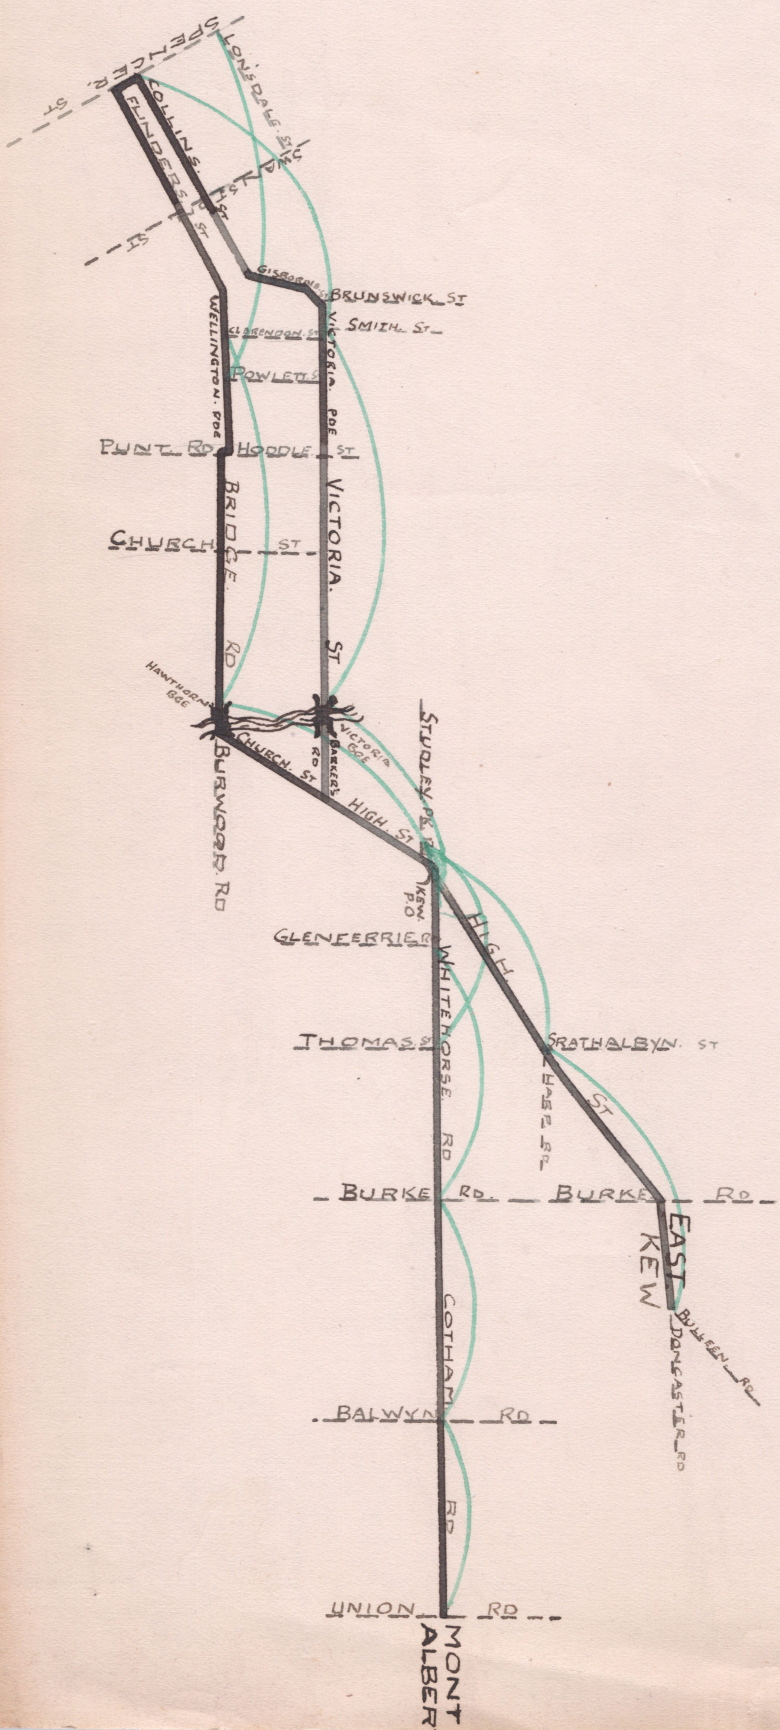 SPENCER.
ST
LONSDALE. ST.
COLLINS.
ST
FLINDERS.
ST
ST
GISBORNE. ST
BRUNSWICK ST
SMITH. ST
CLARENDON. ST
VICTORIA. PDE
WELLINGTON. PDE
POWLETT. ST
PUNT RD HODDLE ST
BRIDGE.
RD
VICTORIA.
ST
CHURCH ST
HAWTHORN
BGE
VICTORIA
BGE
CHURCH. ST
BARKER'S
RD
HIGH. ST
STUDLEY. PK. RD
BURWOOD. RD
KEW.
P.O
GLENFERRIE RD
HIGH.
ST
WHITEHORSE. RD
THOMAS. ST
SRATHALBYN. ST
BURKE RD. BURKE RD
EAST.
KEW
BULLEEN RD
DONCASTER RD
COTHAM
RD
BALWYN RD
UNION RD
MONT
ALBER